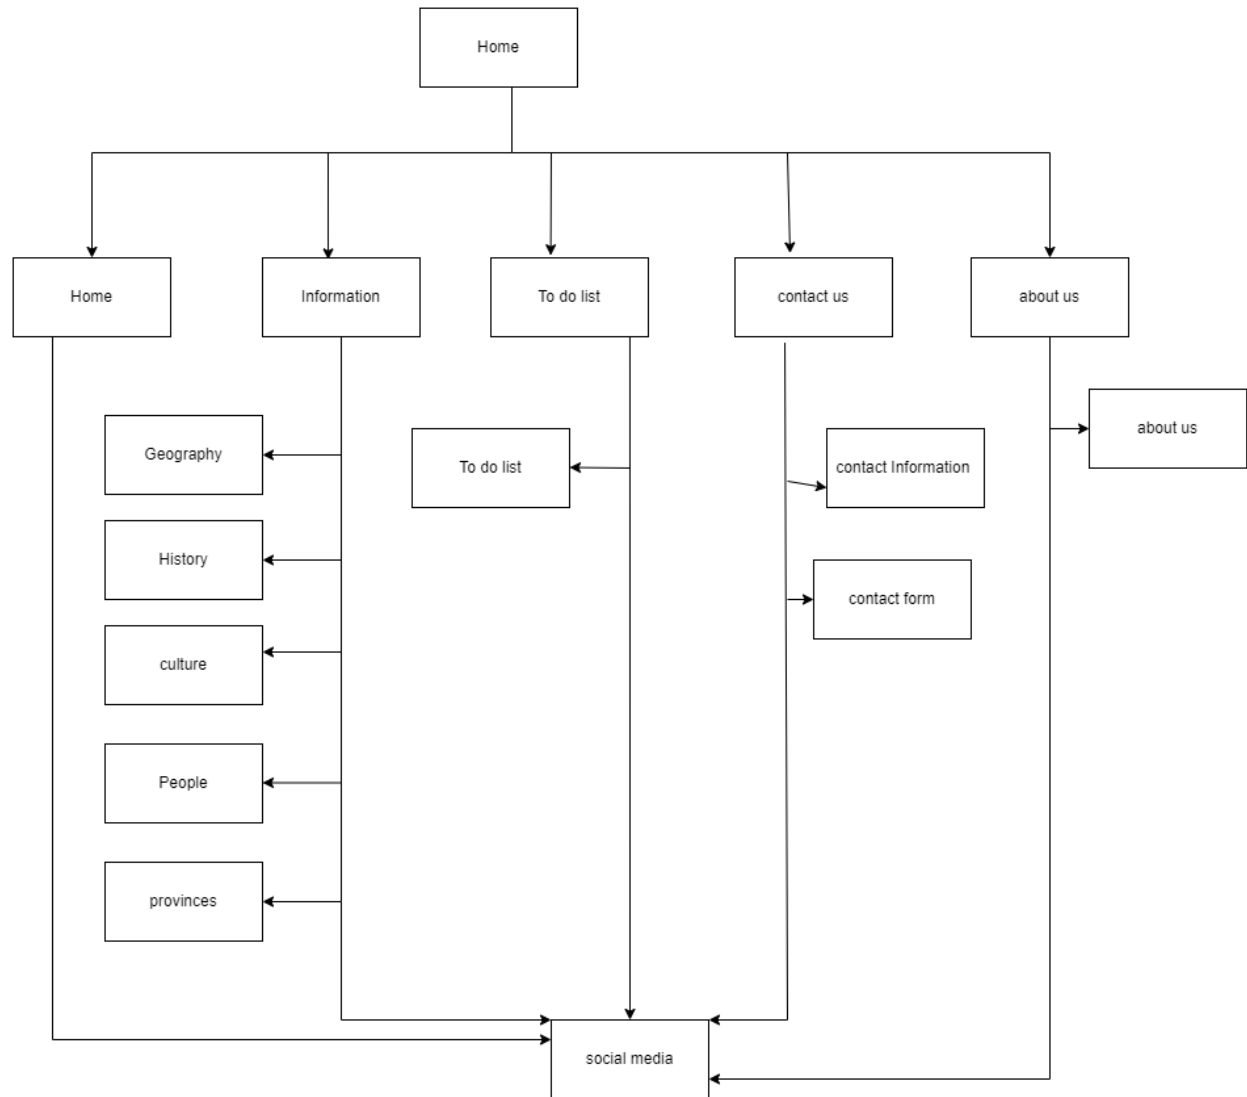 Home
Home
Information
To do list
contact us
about us
about us
Geography
To do list
contact Information
History
contact form
culture
People
provinces
social media